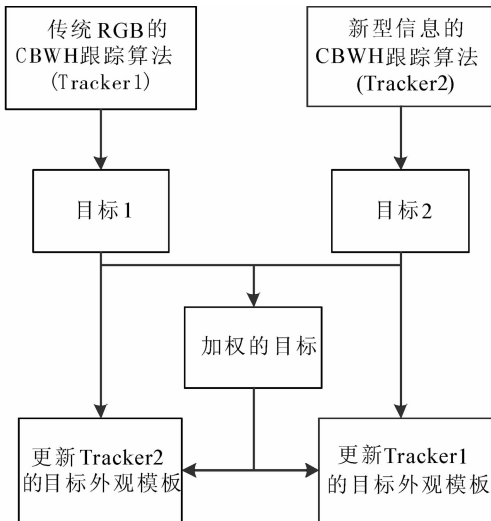 传统RGB的
CBWH跟踪算法
(Tracker1)
新型信息的
CBWH跟踪算法
(Tracker2)
目标1
目标2
加权的目标
更新Tracker2
的目标外观模板
更新Tracker1
的目标外观模板